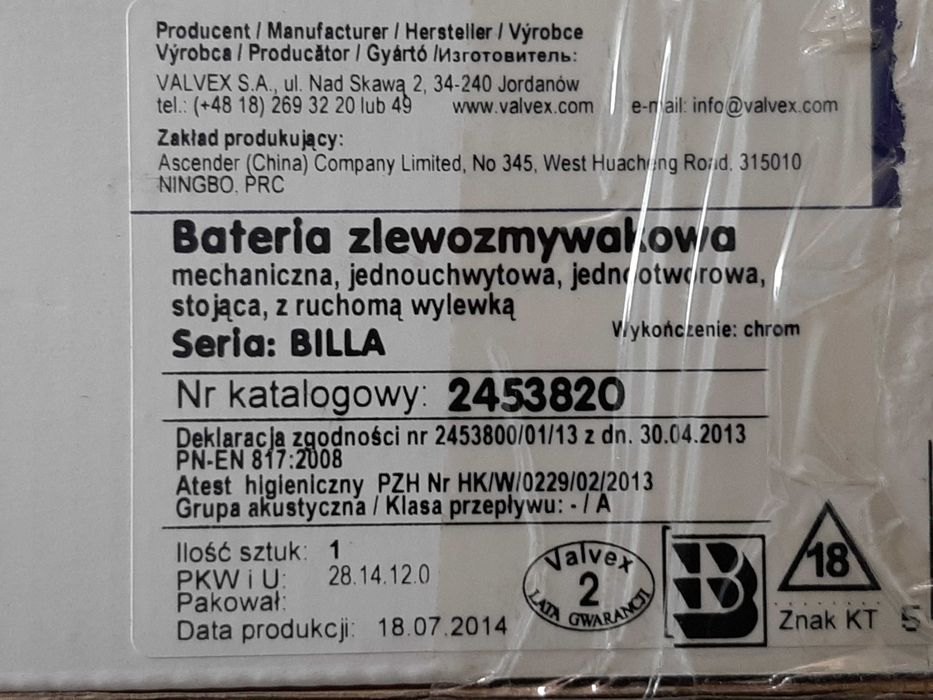 Producent / Manufacturer / Hersteller / Výrobce
Výrobca / Producător / Gyártó /Изготовитель:
VALVEX S.A., ul. Nad Skawą 2, 34-240 Jordanów
tel.: (+48 18) 269 32 20 lub 49 www.valvex.com e-mail: info@valvex.com
Zakład produkujący:
Ascender (China) Company Limited, No 345, West Huacheng Road. 315010
NINGBO. PRC
Bateria zlewozmywakowa
mechaniczna, jednouchwytowa, jednootworowa,
stojąca, z ruchomą wylewką
Wykończenie: chrom
Seria: BILLA
Nr katalogowy: 2453820
Deklaracja zgodności nr 2453800/01/13 z dn. 30.04.2013
PN-EN 817:2008
Atest higieniczny PZH Nr HK/W/0229/02/2013
Grupa akustyczna / Klasa przepływu: - / A
Ilość sztuk: 1
PKW i U: 28.14.12.0
Pakował:
Data produkcji: 18.07.2014
Valvex
2
LATA GWARANCJI
B
18
Znak KT 5